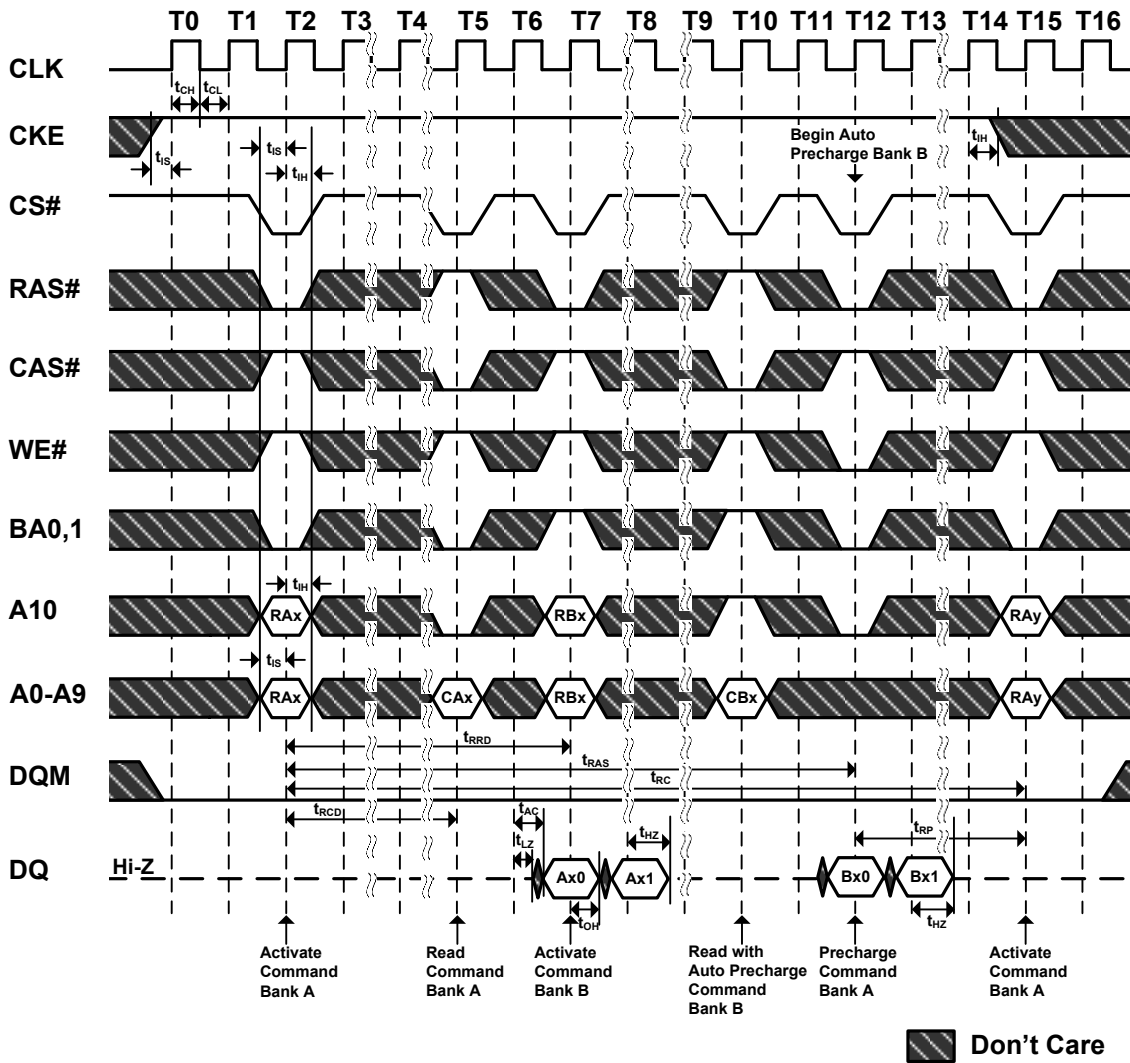 T0 T1 T2 T3 T4 T5 T6 T7 T8 T9 T10 T11 T12 T13 T14 T15 T16
CLK
tCH tCL
CKE
tIS
tIS
tIH
Begin Auto
Precharge Bank B
tIH
CS#
RAS#
CAS#
WE#
BA0,1
tIH
A10
RAx
RBx
RAy
tIS
A0-A9
RAx
CAx
RBx
CBx
RAy
tRRD
tRAS
tRC
DQM
tRCD
tAC
tLZ
tHZ
tRP
DQ
Hi-Z
Ax0
Ax1
Bx0
Bx1
tOH
tHZ
Activate
Command
Bank A
Read
Command
Bank A
Activate
Command
Bank B
Read with
Auto Precharge
Command
Bank B
Precharge
Command
Bank A
Activate
Command
Bank A
Don't Care